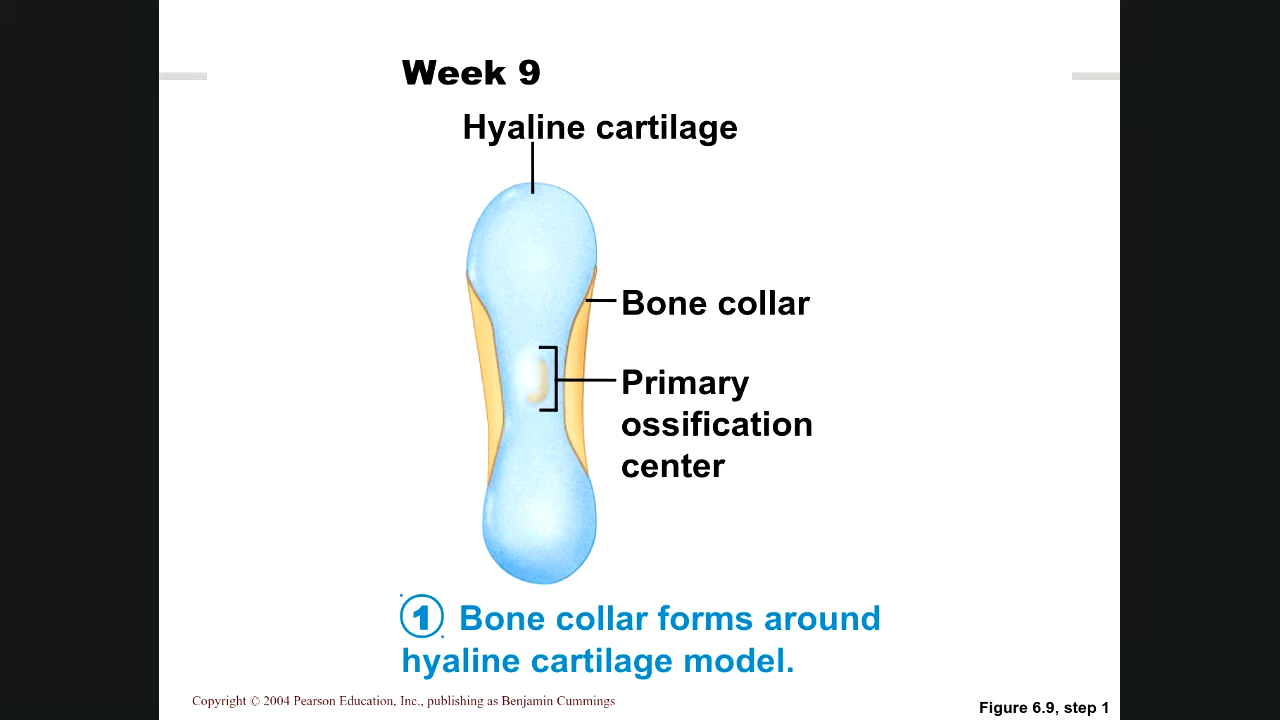 Week 9
Hyaline cartilage
Bone collar
Primary
ossification
center
1 Bone collar forms around
hyaline cartilage model.
Copyright © 2004 Pearson Education, Inc., publishing as Benjamin Cummings
Figure 6.9, step 1